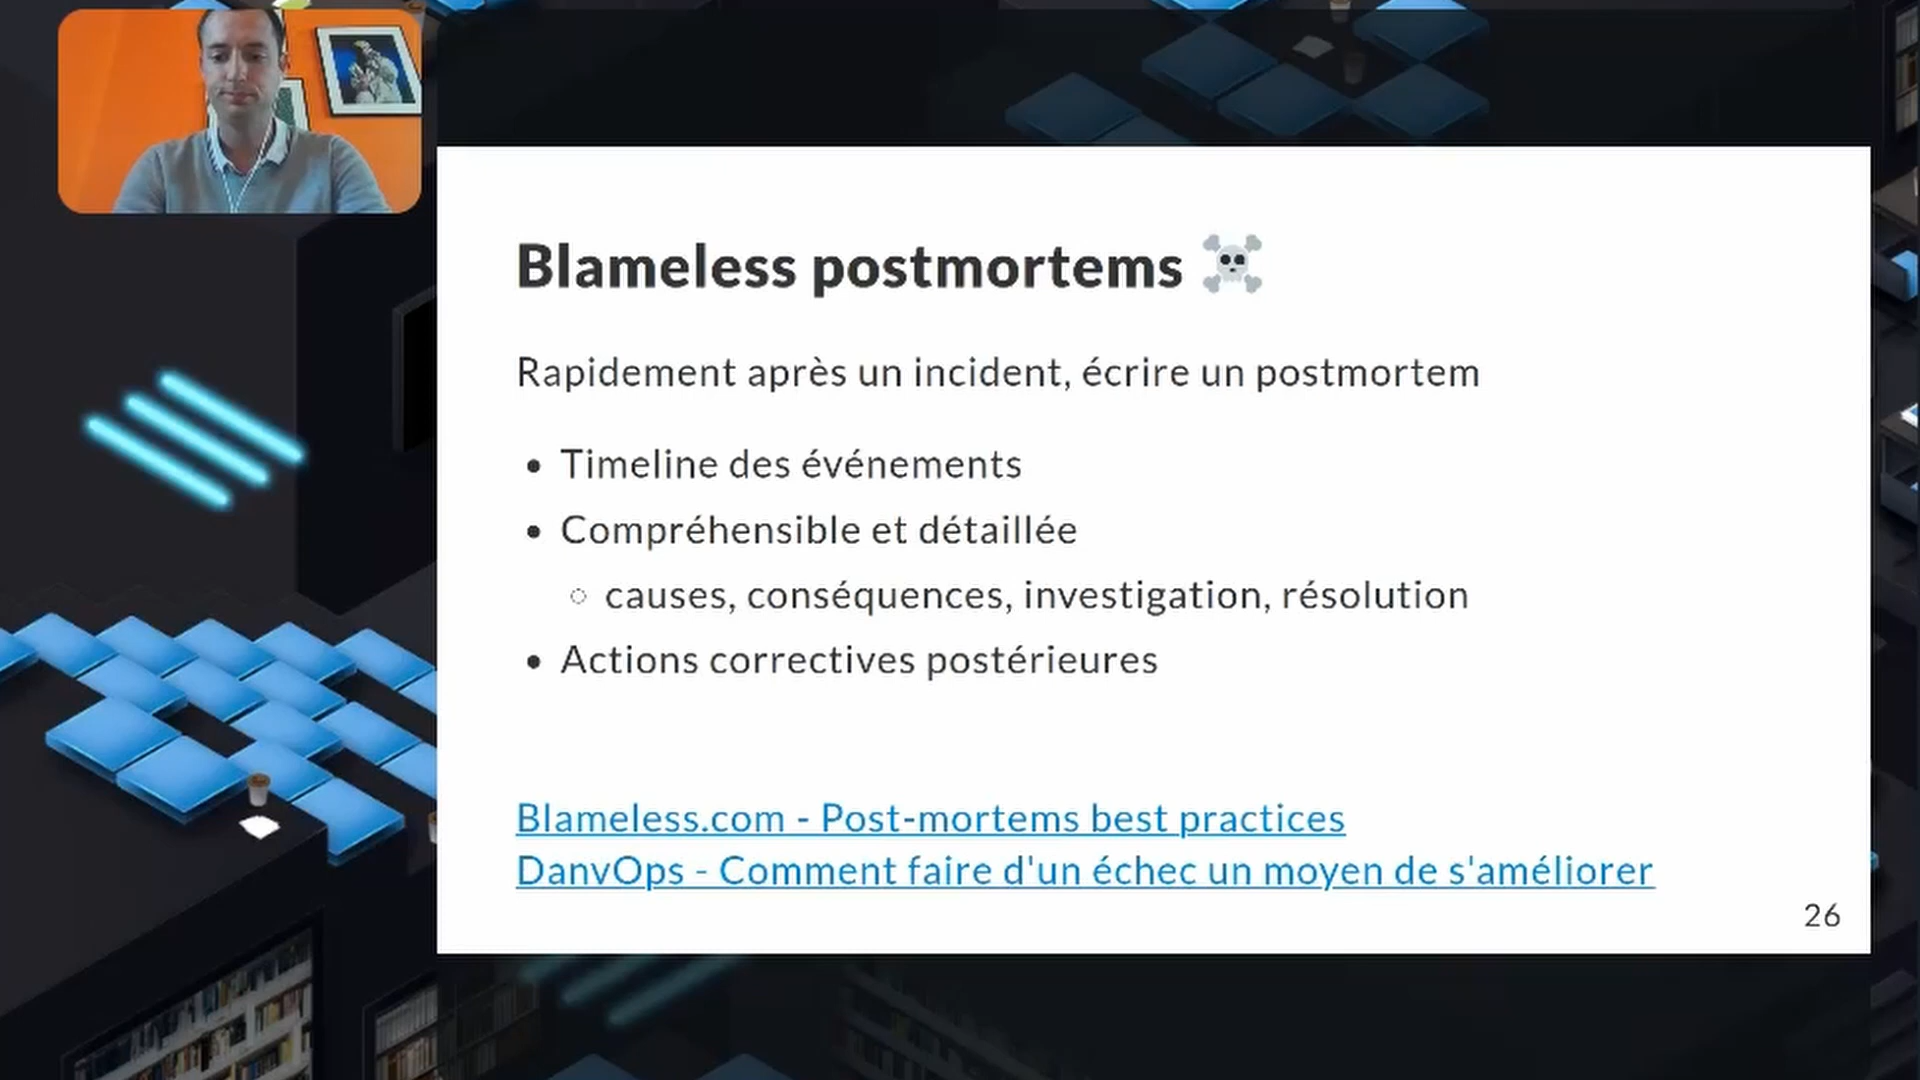 Blameless postmortems ☠️
Rapidement après un incident, écrire un postmortem
• Timeline des événements
• Compréhensible et détaillée
◦ causes, conséquences, investigation, résolution
• Actions correctives postérieures
Blameless.com - Post-mortems best practices
DanvOps - Comment faire d'un échec un moyen de s'améliorer
26